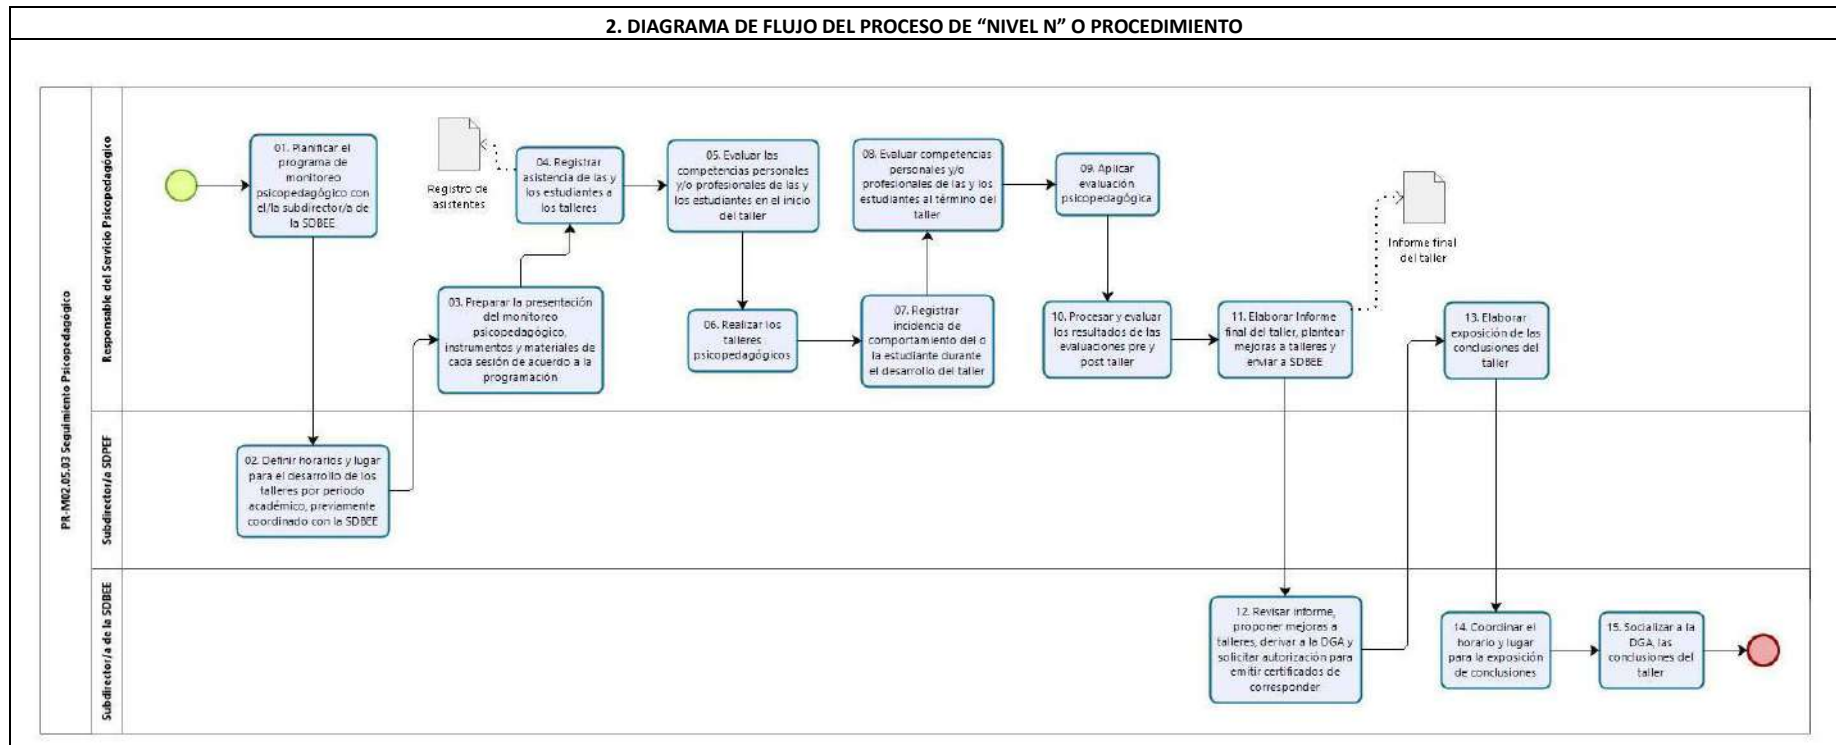 2. DIAGRAMA DE FLUJO DEL PROCESO DE “NIVEL N” O PROCEDIMIENTO
PR-M02.05.03 Seguimiento Psicopedagógico
Responsable del Servicio Psicopedagógico
01. Planificar el
programa de
monitoreo
psicopedagógico con
el/la subdirector/a de
la SDBEE
Registro de
asistentes
04. Registrar
asistencia de las y
los estudiantes a
los talleres
05. Evaluar las
competencias personales
y/o profesionales de las y
los estudiantes en el inicio
del taller
08. Evaluar competencias
personales y/o
profesionales de las y los
estudiantes al término del
taller
09. Aplicar
evaluación
psicopedagógica
Informe final
del taller
03. Preparar la presentación
del monitoreo
psicopedagógico,
instrumentos y materiales de
cada sesión de acuerdo a la
programación
06. Realizar los
talleres
psicopedagógicos
07. Registrar
incidencia de
comportamiento del o
la estudiante durante
el desarrollo del taller
10. Procesar y evaluar
los resultados de las
evaluaciones pre y
post taller
11. Elaborar Informe
final del taller, plantear
mejoras a talleres y
enviar a SDBEE
13. Elaborar
exposición de las
conclusiones del
taller
Subdirector/a SDPEF
02. Definir horarios y lugar
para el desarrollo de los
talleres por periodo
académico, previamente
coordinado con la SDBEE
Subdirector/a de la SDBEE
12. Revisar informe,
proponer mejoras a
talleres, derivar a la DGA y
solicitar autorización para
emitir certificados de
corresponder
14. Coordinar el
horario y lugar
para la exposición
de conclusiones
15. Socializar a la
DGA, las
conclusiones del
taller